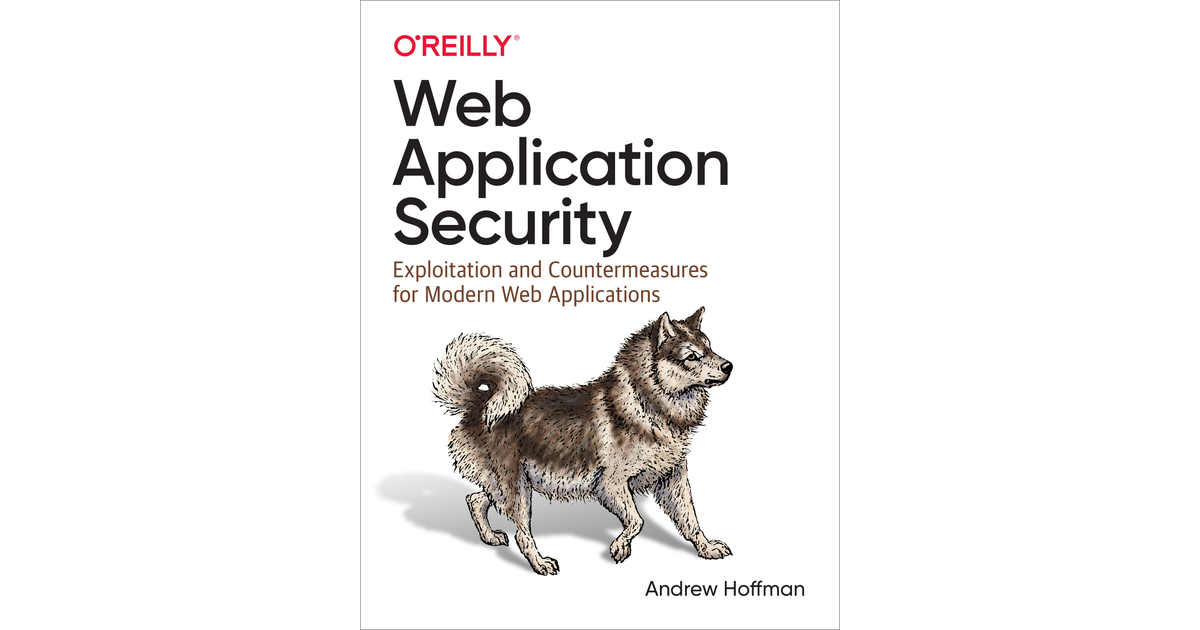 O'REILLY®
Web
Application
Security
Exploitation and Countermeasures
for Modern Web Applications
Andrew Hoffman